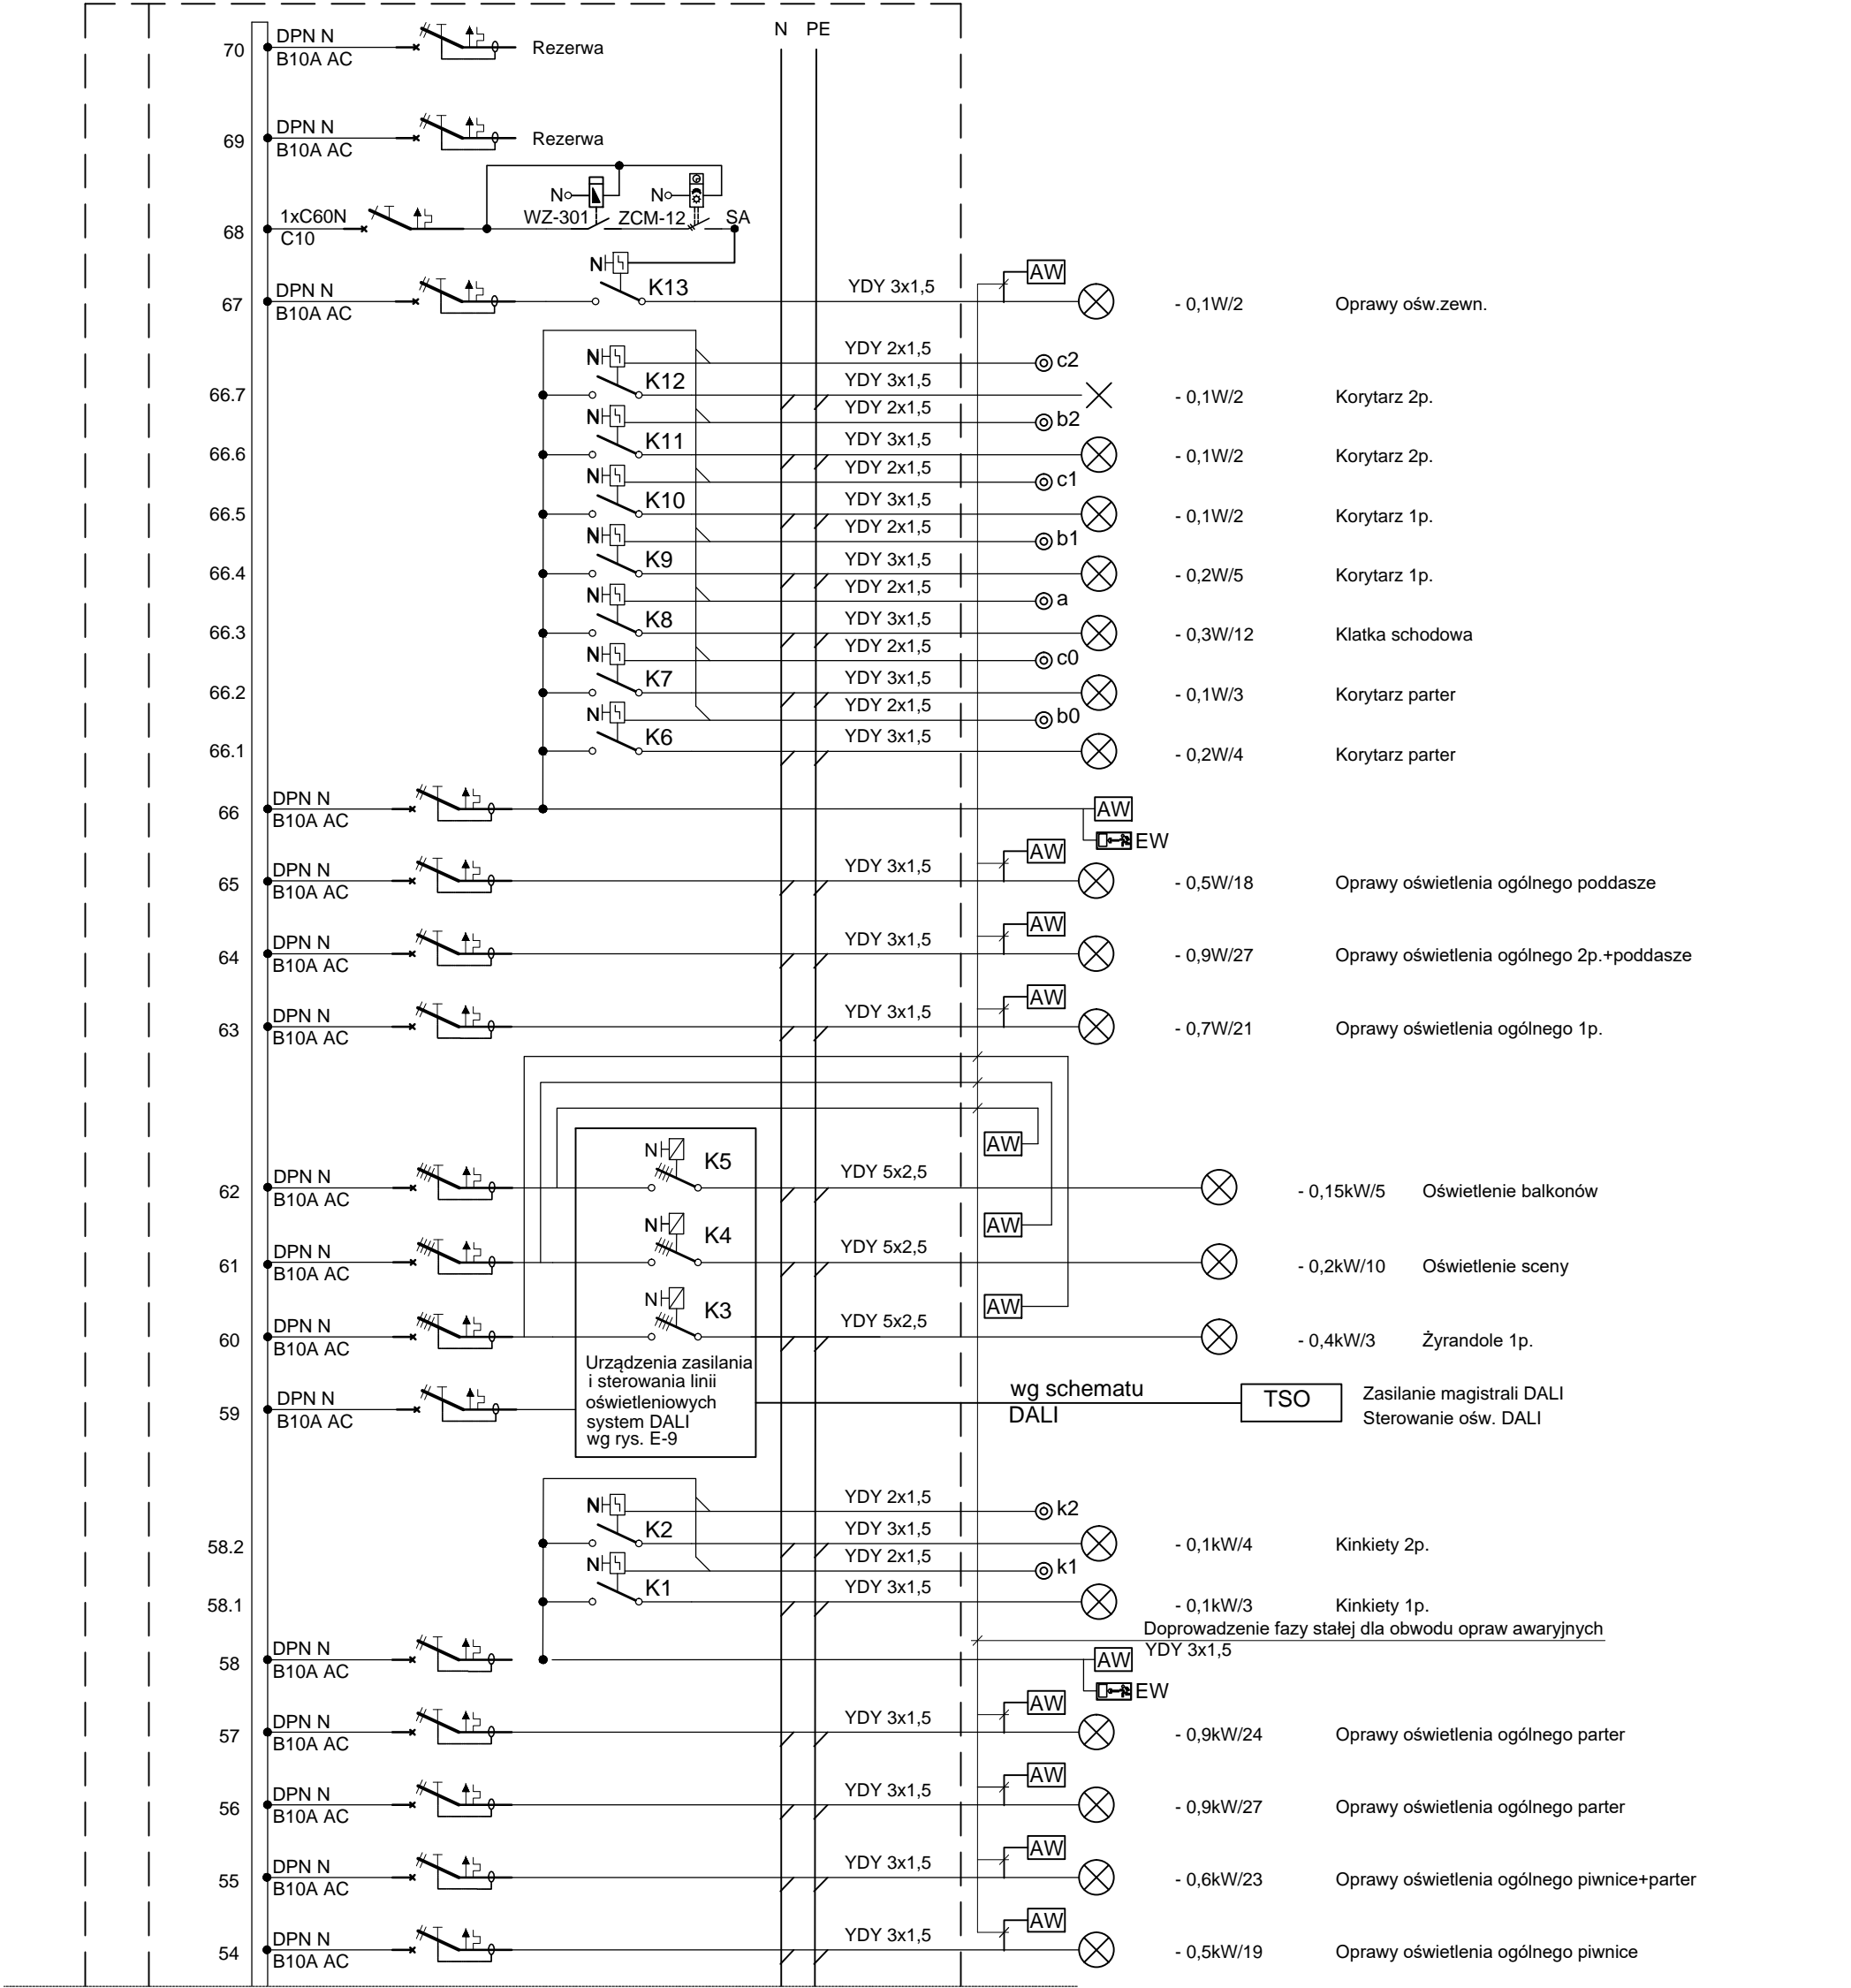 N PE
70 DPN N Rezerwa
B10A AC
69 DPN N Rezerwa
B10A AC
N N
WZ-301 ZCM-12 SA
68 1xC60N
C10
N K13
67 DPN N YDY 3x1,5 AW - 0,1W/2 Oprawy ośw.zewn.
B10A AC
N YDY 2x1,5 c2
66.7 K12 YDY 3x1,5 - 0,1W/2 Korytarz 2p.
N YDY 2x1,5 b2
66.6 K11 YDY 3x1,5 - 0,1W/2 Korytarz 2p.
N YDY 2x1,5 c1
66.5 K10 YDY 3x1,5 - 0,1W/2 Korytarz 1p.
N YDY 2x1,5 b1
66.4 K9 YDY 3x1,5 - 0,2W/5 Korytarz 1p.
N YDY 2x1,5 a
66.3 K8 YDY 3x1,5 - 0,3W/12 Klatka schodowa
N YDY 2x1,5 c0
66.2 K7 YDY 3x1,5 - 0,1W/3 Korytarz parter
N YDY 2x1,5 b0
66.1 K6 YDY 3x1,5 - 0,2W/4 Korytarz parter
66 DPN N AW
B10A AC EW
65 DPN N YDY 3x1,5 AW - 0,5W/18 Oprawy oświetlenia ogólnego poddasze
B10A AC
64 DPN N YDY 3x1,5 AW - 0,9W/27 Oprawy oświetlenia ogólnego 2p.+poddasze
B10A AC
63 DPN N YDY 3x1,5 AW - 0,7W/21 Oprawy oświetlenia ogólnego 1p.
B10A AC
AW
62 DPN N N K5 YDY 5x2,5 - 0,15kW/5 Oświetlenie balkonów
B10A AC
AW
61 DPN N N K4 YDY 5x2,5 - 0,2kW/10 Oświetlenie sceny
B10A AC
AW
60 DPN N N K3 YDY 5x2,5 - 0,4kW/3 Żyrandole 1p.
B10A AC
Urządzenia zasilania
i sterowania linii
oświetleniowych
system DALI
wg rys. E-9
59 DPN N
B10A AC
wg schematu
DALI
TSO
Zasilanie magistrali DALI
Sterowanie ośw. DALI
N YDY 2x1,5 k2
58.2 K2 YDY 3x1,5 - 0,1kW/4 Kinkiety 2p.
N YDY 2x1,5 k1
58.1 K1 YDY 3x1,5 - 0,1kW/3 Kinkiety 1p.
Doprowadzenie fazy stałej dla obwodu opraw awaryjnych
58 DPN N AW YDY 3x1,5
B10A AC EW
57 DPN N YDY 3x1,5 AW - 0,9kW/24 Oprawy oświetlenia ogólnego parter
B10A AC
56 DPN N YDY 3x1,5 AW - 0,9kW/27 Oprawy oświetlenia ogólnego parter
B10A AC
55 DPN N YDY 3x1,5 AW - 0,6kW/23 Oprawy oświetlenia ogólnego piwnice+parter
B10A AC
54 DPN N YDY 3x1,5 AW - 0,5kW/19 Oprawy oświetlenia ogólnego piwnice
B10A AC